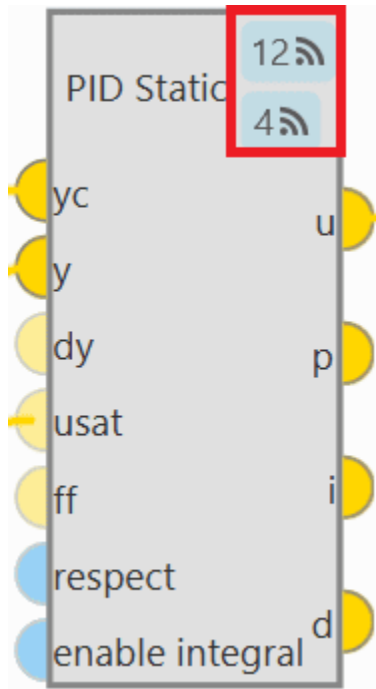 12
PID Static
4
yc
u
y
dy
p
usat
ff
i
respect
d
enable integral